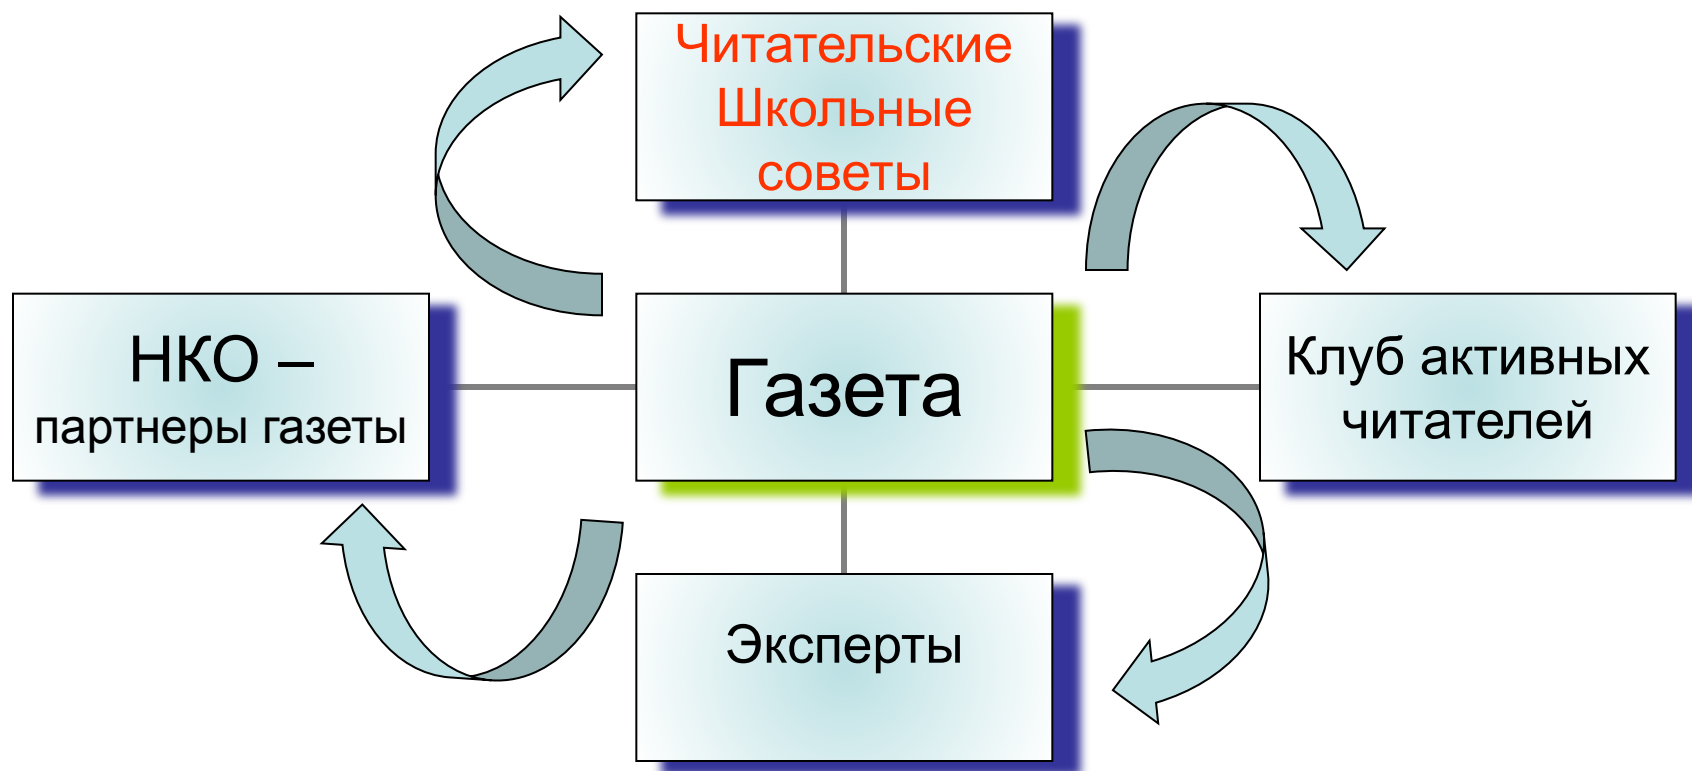 Читательские
Школьные
советы
НКО –
партнеры газеты
Газета
Клуб активных
читателей
Эксперты